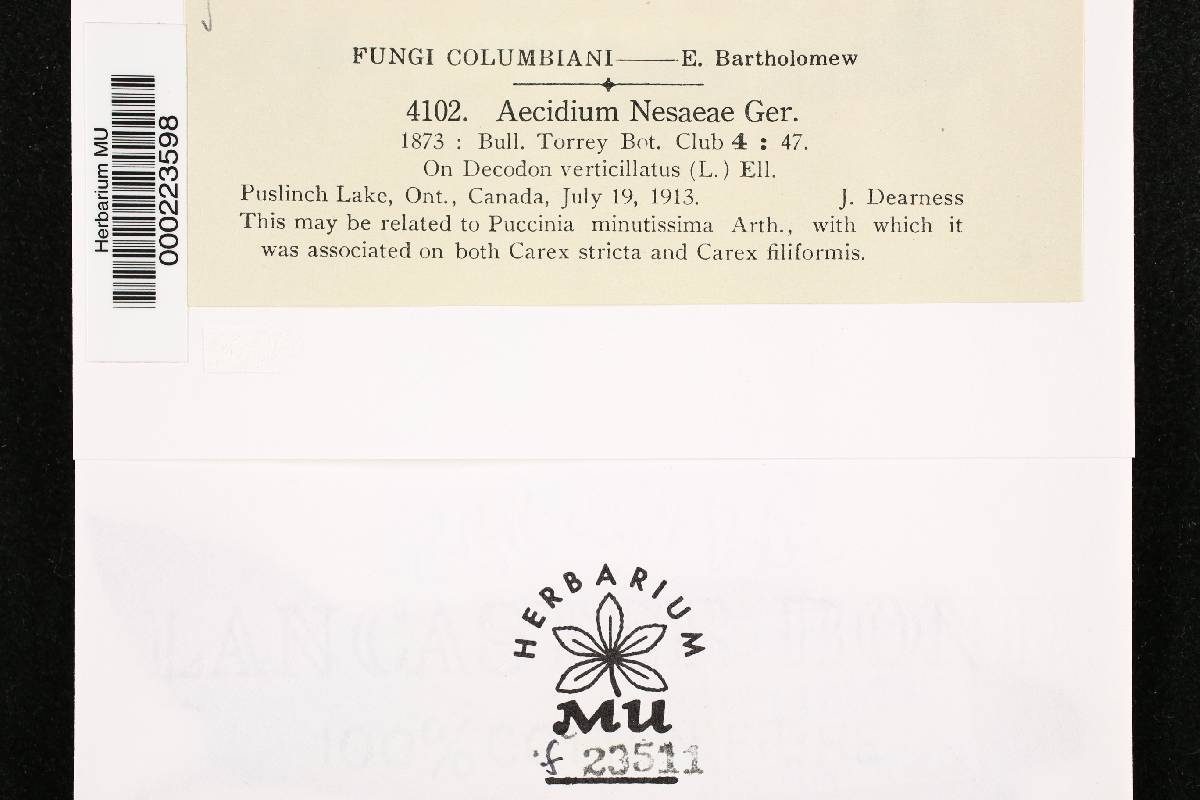 FUNGI COLUMBIANI——E. Bartholomew
4102. Aecidium Nesaeae Ger.
1873 : Bull. Torrey Bot. Club 4 : 47.
On Decodon verticillatus (L.) Ell.
Puslinch Lake, Ont., Canada, July 19, 1913. J. Dearness
This may be related to Puccinia minutissima Arth., with which it
was associated on both Carex stricta and Carex filiformis.
Herbarium MU
000223598
HERBARIUM
MU
f 23511